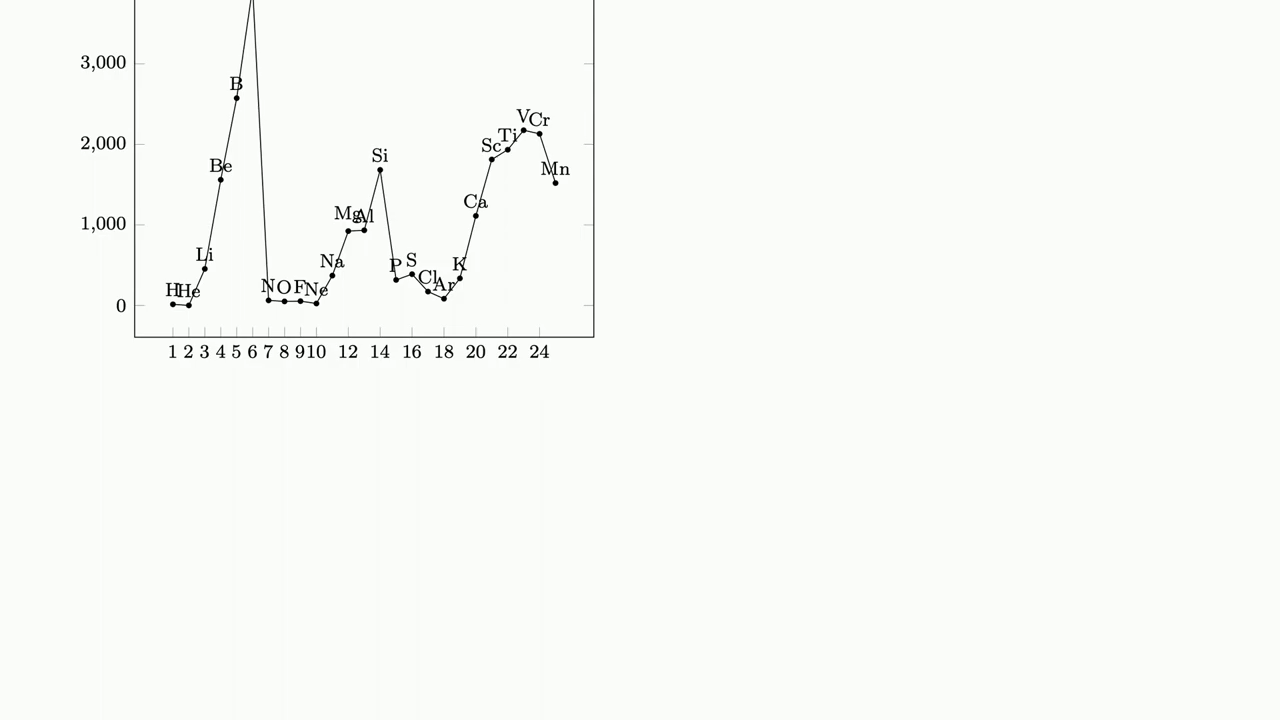 3,000
B
V Cr
2,000
Ti
Sc
Si
Be
Mn
Ca
1,000
Mg Al
Li
Na
P S K
H He
N O F Ne
Cl Ar
0
1 2 3 4 5 6 7 8 9 10 12 14 16 18 20 22 24